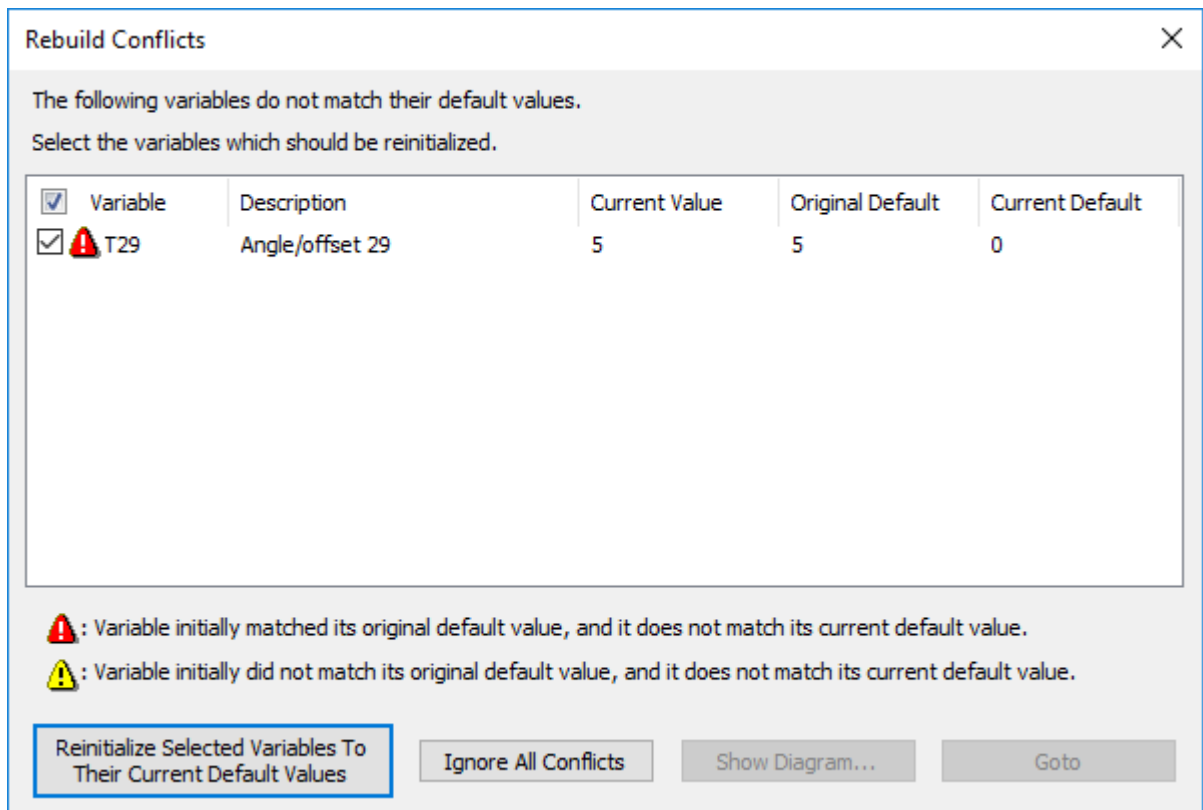 Rebuild Conflicts
The following variables do not match their default values.
Select the variables which should be reinitialized.
Variable Description Current Value Original Default Current Default
T29 Angle/offset 29 5 5 0
: Variable initially matched its original default value, and it does not match its current default value.
: Variable initially did not match its original default value, and it does not match its current default value.
Reinitialize Selected Variables To
Their Current Default Values
Ignore All Conflicts
Show Diagram...
Goto